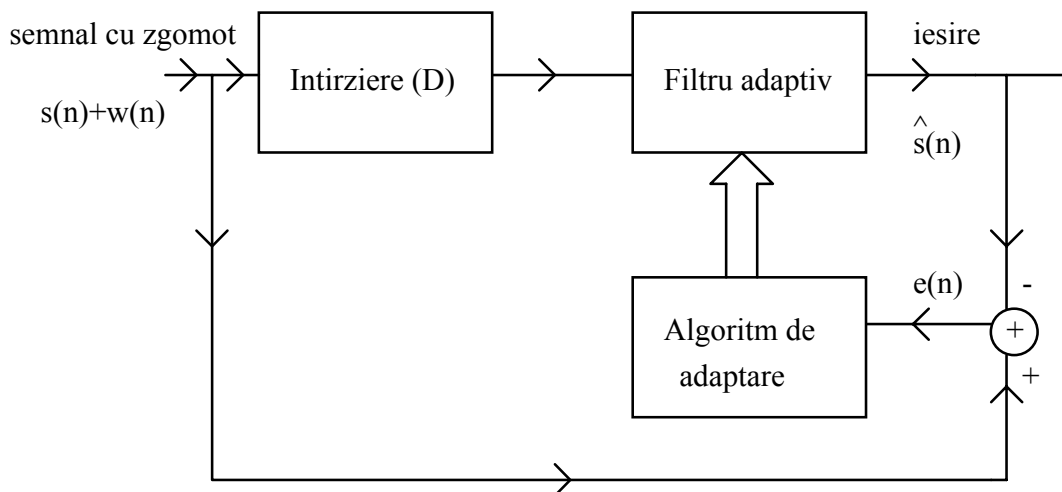 semnal cu zgomot
s(n)+w(n)
Intirziere (D)
Filtru adaptiv
iesire
^
s(n)
e(n)
-
+
+
Algoritm de
adaptare